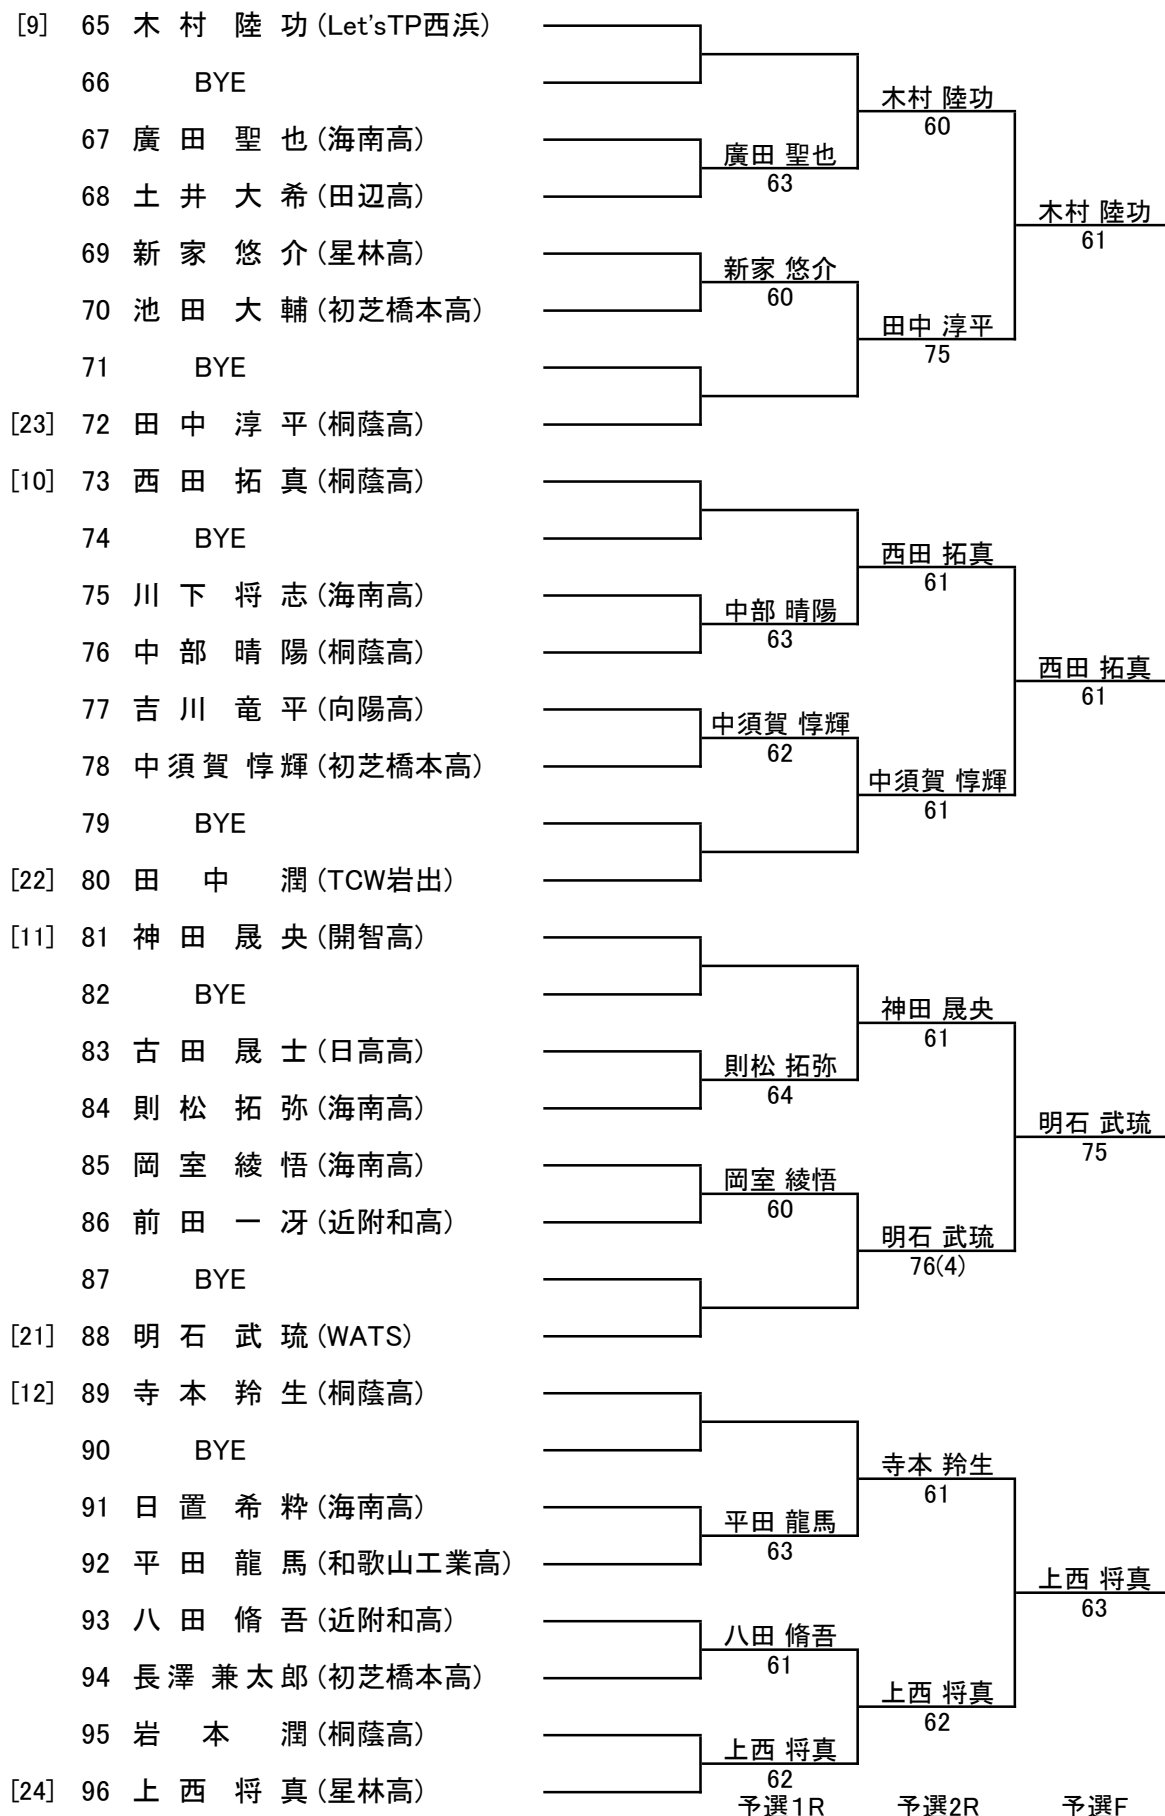 [9] 65 木村 陸功 (Let'sTP西浜)
66 BYE
木村 陸功
60
67 廣田 聖也 (海南高)
廣田 聖也
63
68 土井 大希 (田辺高)
木村 陸功
61
69 新家 悠介 (星林高)
新家 悠介
60
70 池田 大輔 (初芝橋本高)
田中 淳平
75
71 BYE
[23] 72 田中 淳平 (桐蔭高)
[10] 73 西田 拓真 (桐蔭高)
74 BYE
西田 拓真
61
75 川下 将志 (海南高)
中部 晴陽
63
76 中部 晴陽 (桐蔭高)
西田 拓真
61
77 吉川 竜平 (向陽高)
中須賀 惇輝
62
78 中須賀 惇輝 (初芝橋本高)
中須賀 惇輝
61
79 BYE
[22] 80 田中 潤 (TCW岩出)
[11] 81 神田 晟央 (開智高)
82 BYE
神田 晟央
61
83 古田 晟士 (日高高)
則松 拓弥
64
84 則松 拓弥 (海南高)
明石 武琉
75
85 岡室 綾悟 (海南高)
岡室 綾悟
60
86 前田 一冴 (近附和高)
明石 武琉
76(4)
87 BYE
[21] 88 明石 武琉 (WATS)
[12] 89 寺本 羚生 (桐蔭高)
90 BYE
寺本 羚生
61
91 日置 希粋 (海南高)
平田 龍馬
63
92 平田 龍馬 (和歌山工業高)
上西 将真
63
93 八田 脩吾 (近附和高)
八田 脩吾
61
94 長澤 兼太郎 (初芝橋本高)
上西 将真
62
95 岩本 潤 (桐蔭高)
上西 将真
62
[24] 96 上西 将真 (星林高)
予選1R 予選2R 予選F